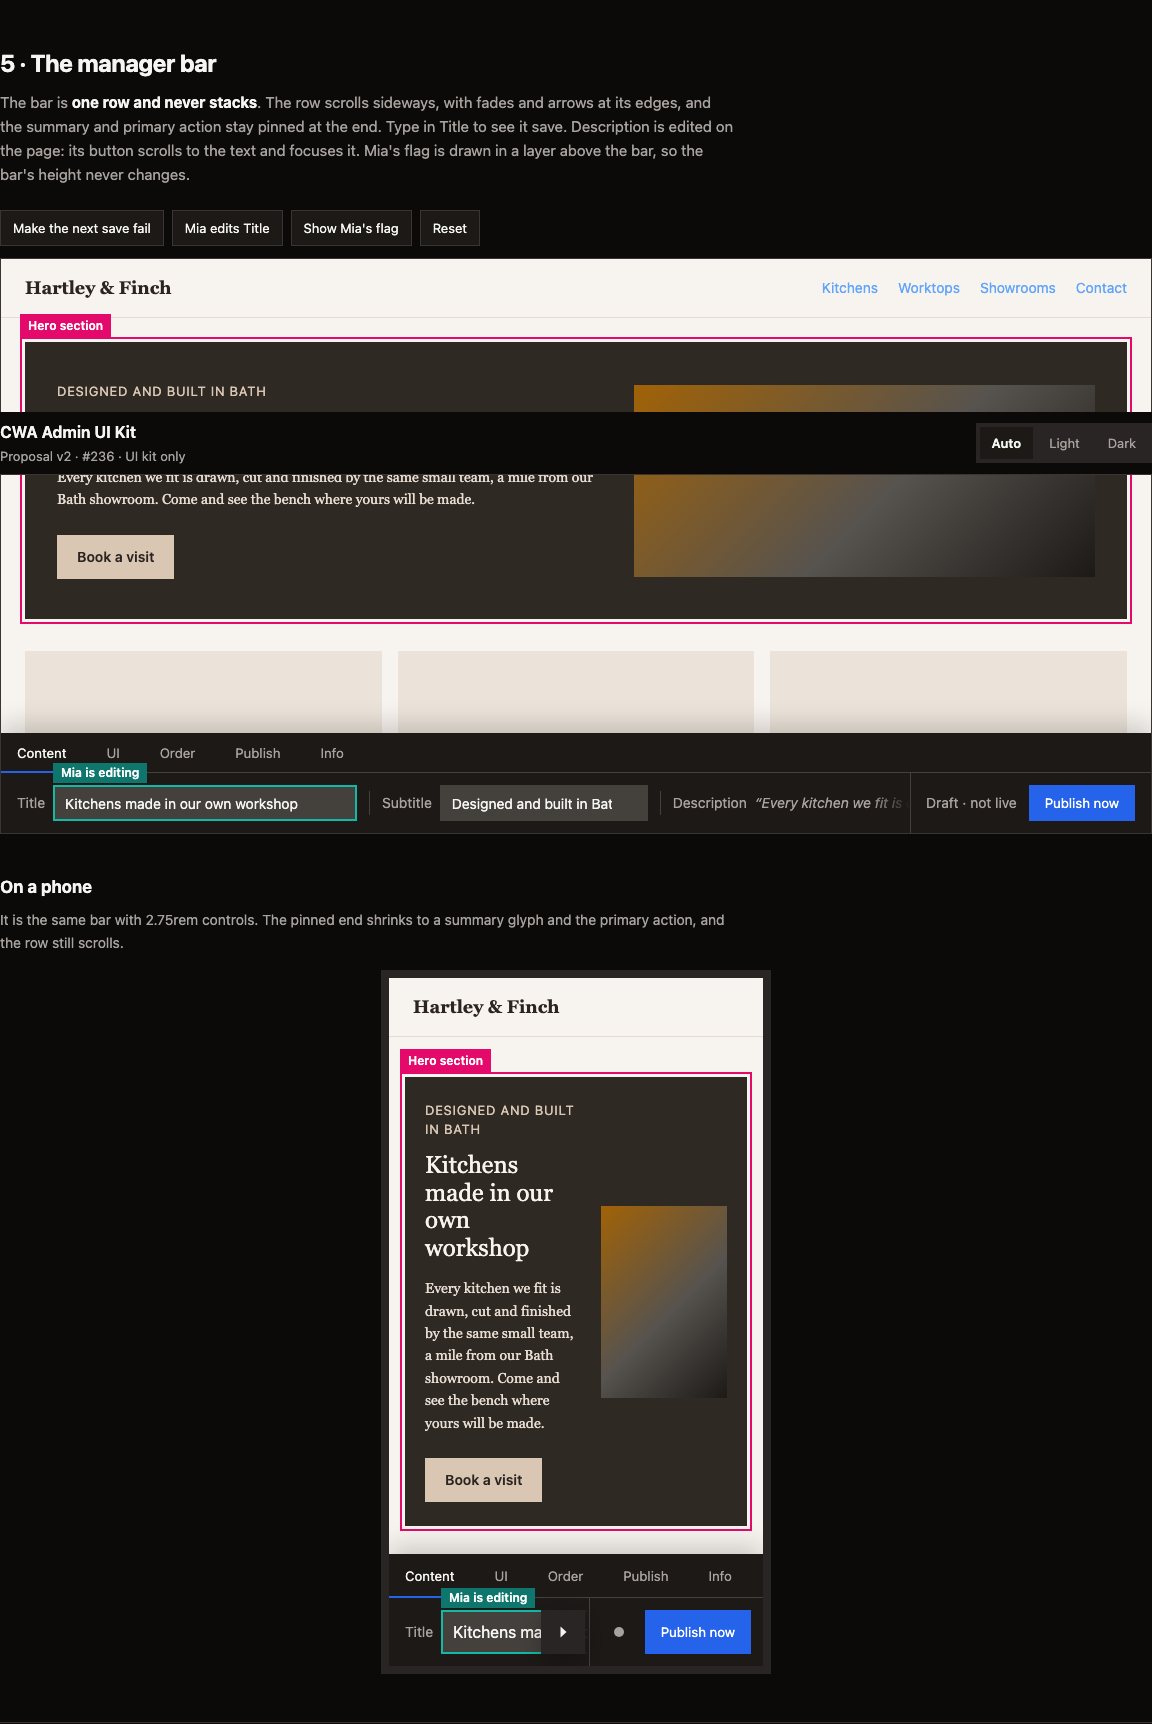 5 · The manager bar
The bar is one row and never stacks. The row scrolls sideways, with fades and arrows at its edges, and
the summary and primary action stay pinned at the end. Type in Title to see it save. Description is edited on
the page: its button scrolls to the text and focuses it. Mia's flag is drawn in a layer above the bar, so the
bar's height never changes.
Make the next save fail Mia edits Title Show Mia's flag Reset
Hartley & Finch Kitchens Worktops Showrooms Contact
Hero section
DESIGNED AND BUILT IN BATH
CWA Admin UI Kit
Proposal v2 · #236 · UI kit only
Auto Light Dark
Every kitchen we fit is drawn, cut and finished by the same small team, a mile from our
Bath showroom. Come and see the bench where yours will be made.
Book a visit
Content UI Order Publish Info
Mia is editing
Title Kitchens made in our own workshop Subtitle Designed and built in Bat Description “Every kitchen we fit is Draft · not live Publish now
On a phone
It is the same bar with 2.75rem controls. The pinned end shrinks to a summary glyph and the primary action, and
the row still scrolls.
Hartley & Finch
Hero section
DESIGNED AND BUILT
IN BATH
Kitchens
made in our
own
workshop
Every kitchen we fit is
drawn, cut and finished
by the same small team,
a mile from our Bath
showroom. Come and
see the bench where
yours will be made.
Book a visit
Content UI Order Publish Info
Mia is editing
Title Kitchens ma Publish now